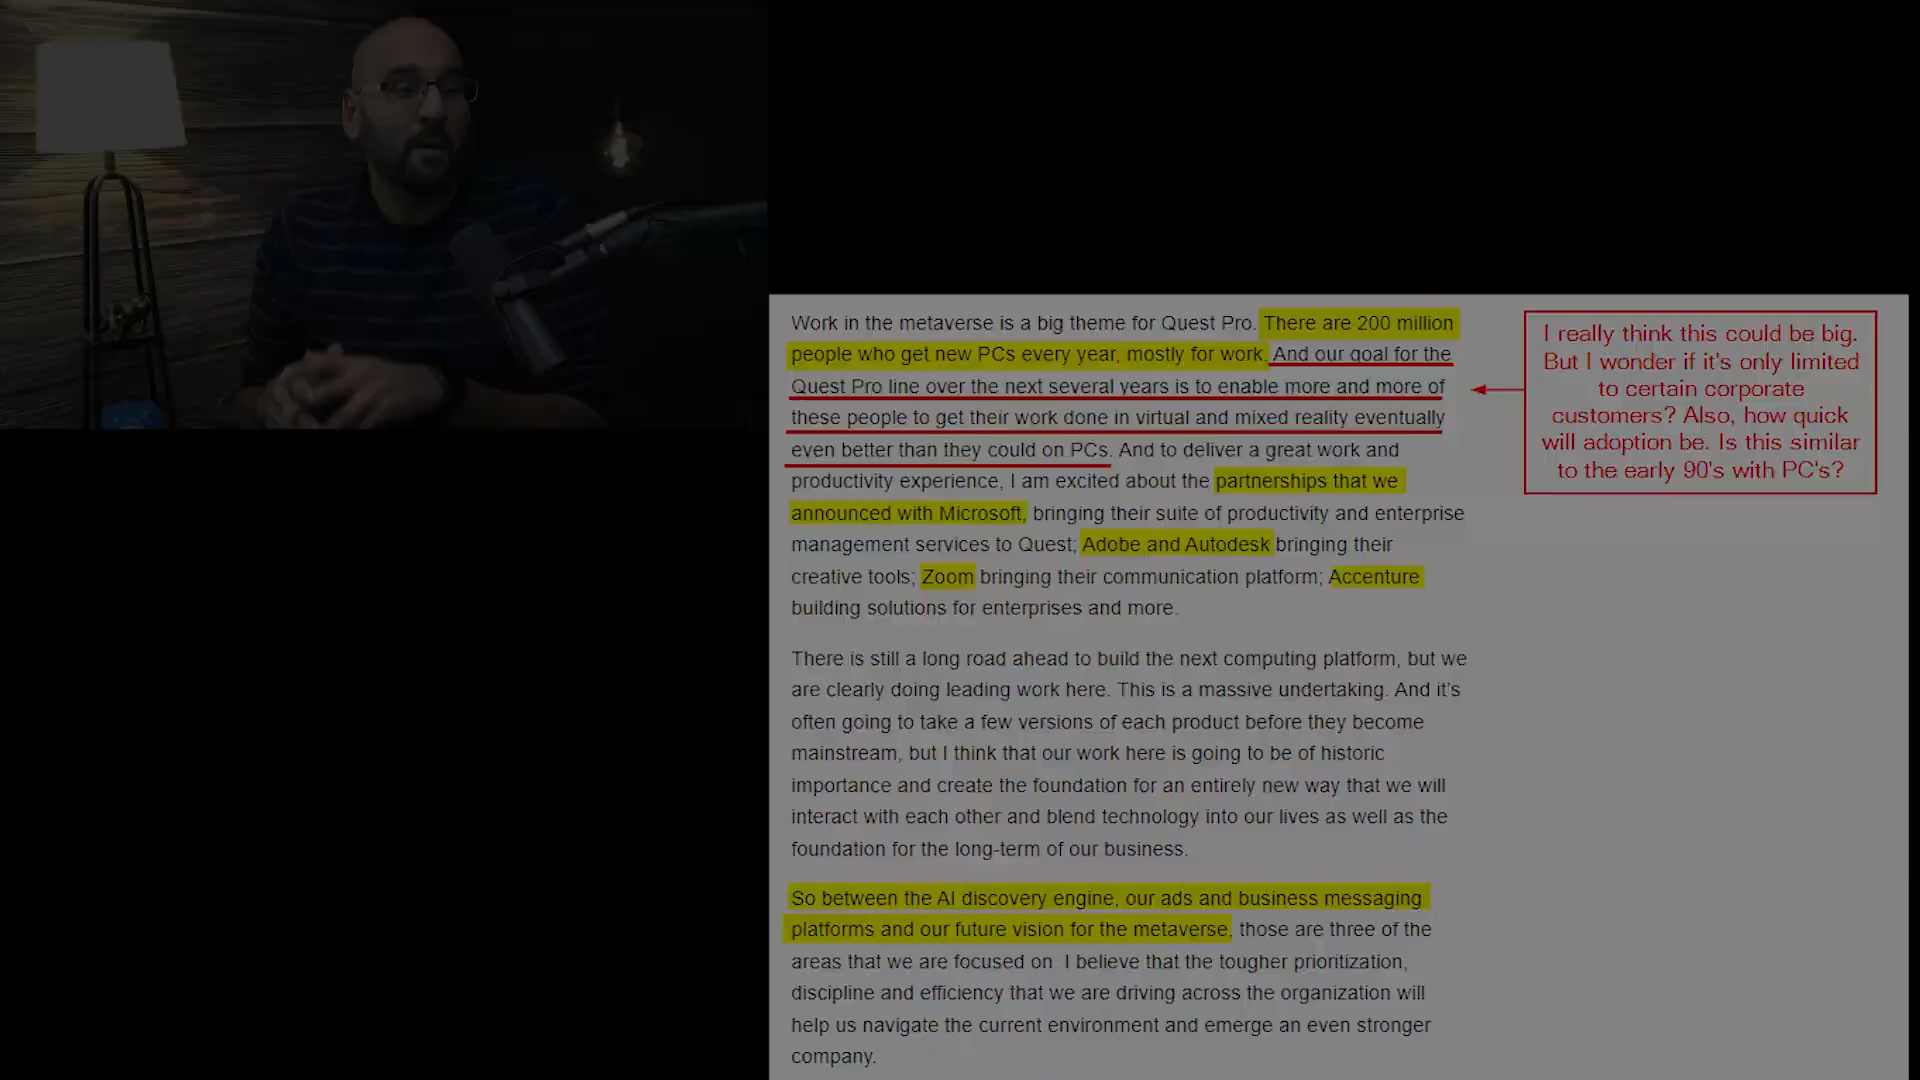 Work in the metaverse is a big theme for Quest Pro. There are 200 million
people who get new PCs every year, mostly for work. And our goal for the
Quest Pro line over the next several years is to enable more and more of
these people to get their work done in virtual and mixed reality eventually
even better than they could on PCs. And to deliver a great work and
productivity experience, I am excited about the partnerships that we
announced with Microsoft, bringing their suite of productivity and enterprise
management services to Quest; Adobe and Autodesk bringing their
creative tools; Zoom bringing their communication platform; Accenture
building solutions for enterprises and more.
There is still a long road ahead to build the next computing platform, but we
are clearly doing leading work here. This is a massive undertaking. And it's
often going to take a few versions of each product before they become
mainstream, but I think that our work here is going to be of historic
importance and create the foundation for an entirely new way that we will
interact with each other and blend technology into our lives as well as the
foundation for the long-term of our business.
So between the AI discovery engine, our ads and business messaging
platforms and our future vision for the metaverse, those are three of the
areas that we are focused on. I believe that the tougher prioritization,
discipline and efficiency that we are driving across the organization will
help us navigate the current environment and emerge an even stronger
company.
I really think this could be big.
But I wonder if it's only limited
to certain corporate
customers? Also, how quick
will adoption be. Is this similar
to the early 90's with PC's?